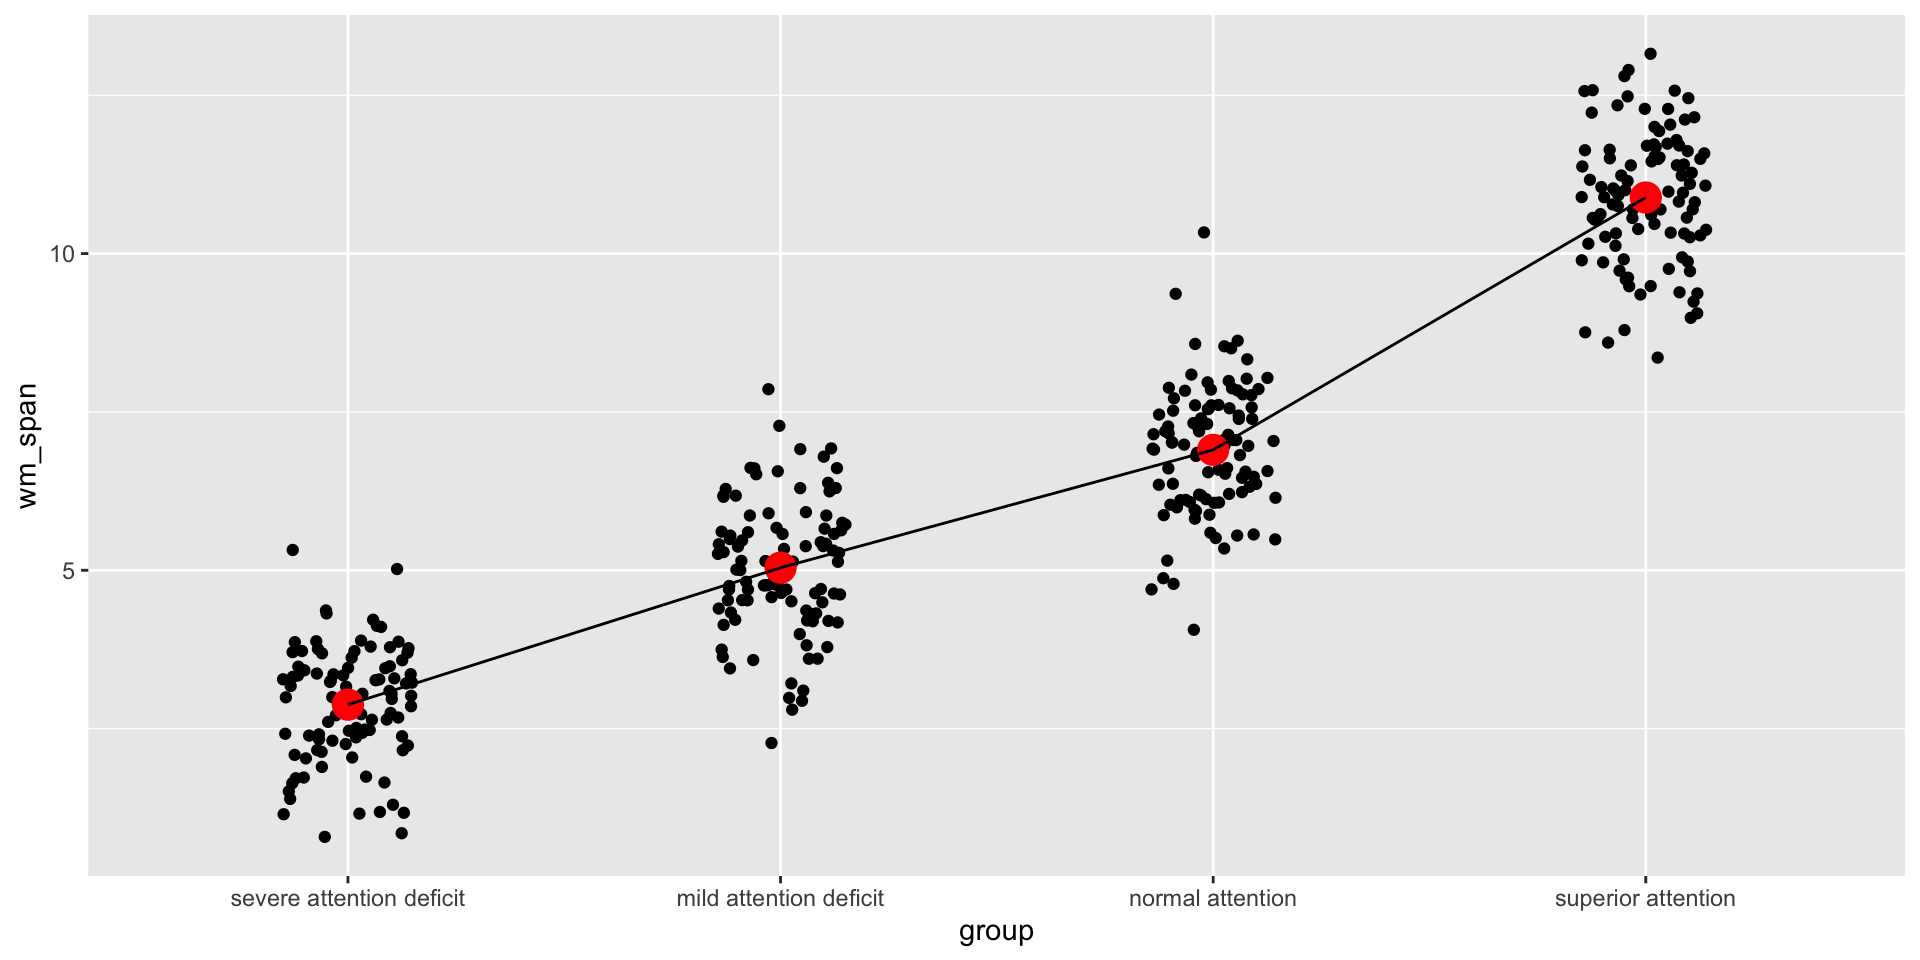 wm_span
10
5
severe attention deficit
mild attention deficit
normal attention
superior attention
group